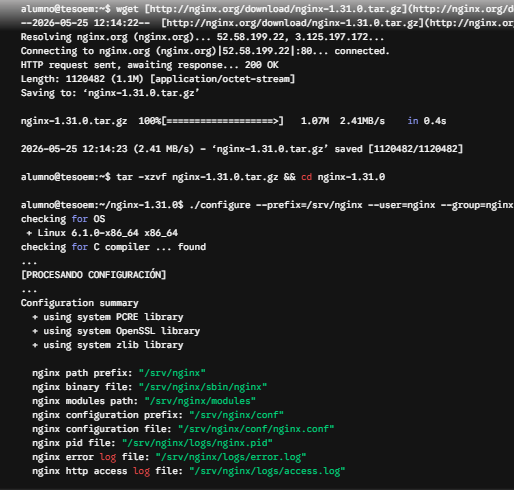 alumno@tesoem:~$ wget [http://nginx.org/download/nginx-1.31.0.tar.gz](http://nginx.org/d
--2026-05-25 12:14:22-- [http://nginx.org/download/nginx-1.31.0.tar.gz](http://nginx.or
Resolving nginx.org (nginx.org)... 52.58.199.22, 3.125.197.172...
Connecting to nginx.org (nginx.org)|52.58.199.22|:80... connected.
HTTP request sent, awaiting response... 200 OK
Length: 1120482 (1.1M) [application/octet-stream]
Saving to: ‘nginx-1.31.0.tar.gz’
nginx-1.31.0.tar.gz 100%[===================>] 1.07M 2.41MB/s in 0.4s
2026-05-25 12:14:23 (2.41 MB/s) - ‘nginx-1.31.0.tar.gz’ saved [1120482/1120482]
alumno@tesoem:~$ tar -xzvf nginx-1.31.0.tar.gz && cd nginx-1.31.0
alumno@tesoem:~/nginx-1.31.0$ ./configure --prefix=/srv/nginx --user=nginx --group=nginx
checking for OS
+ Linux 6.1.0-x86_64 x86_64
checking for C compiler ... found
...
[PROCESANDO CONFIGURACIÓN]
...
Configuration summary
+ using system PCRE library
+ using system OpenSSL library
+ using system zlib library
nginx path prefix: "/srv/nginx"
nginx binary file: "/srv/nginx/sbin/nginx"
nginx modules path: "/srv/nginx/modules"
nginx configuration prefix: "/srv/nginx/conf"
nginx configuration file: "/srv/nginx/conf/nginx.conf"
nginx pid file: "/srv/nginx/logs/nginx.pid"
nginx error log file: "/srv/nginx/logs/error.log"
nginx http access log file: "/srv/nginx/logs/access.log"